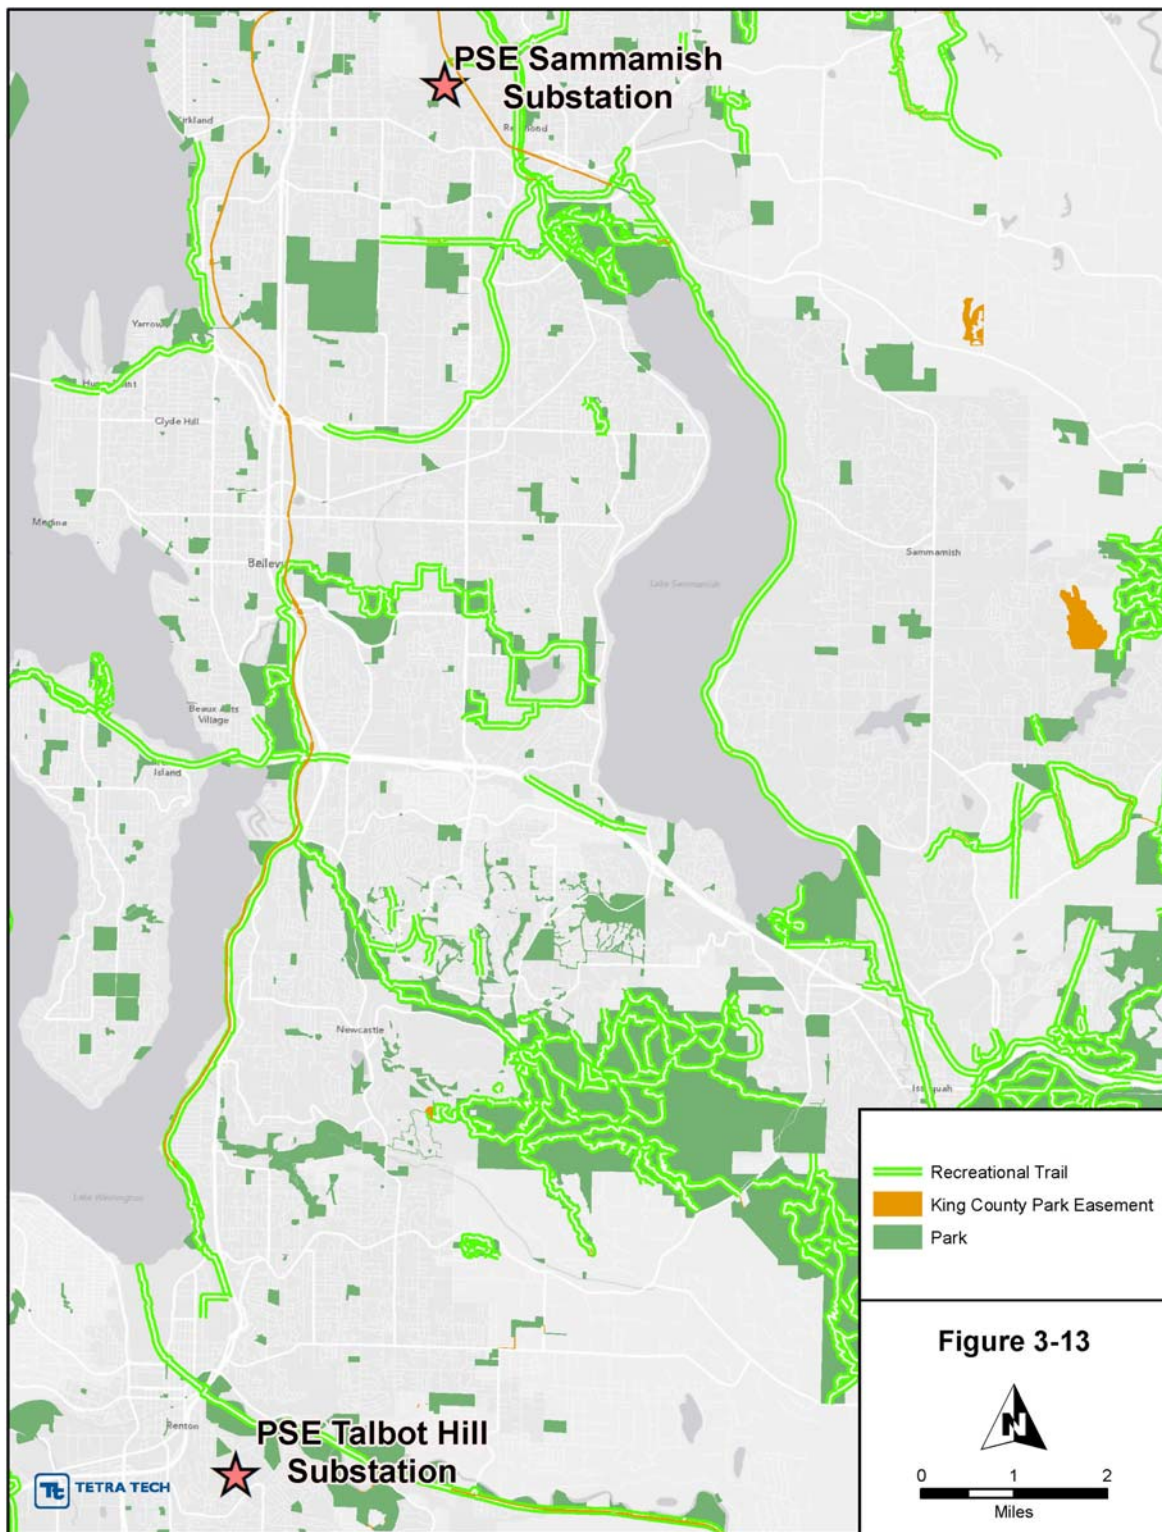 PSE Sammamish
Substation
Kirkland
Redmond
Clyde Hill
Medina
Sammamish
Lake Sammamish
Beaux Arts
Village
Island
Newcastle
Issaquah
Lake Washington
Renton
PSE Talbot Hill
Substation
TETRA TECH
Recreational Trail
King County Park Easement
Park
Figure 3-13
N
0 1 2
Miles